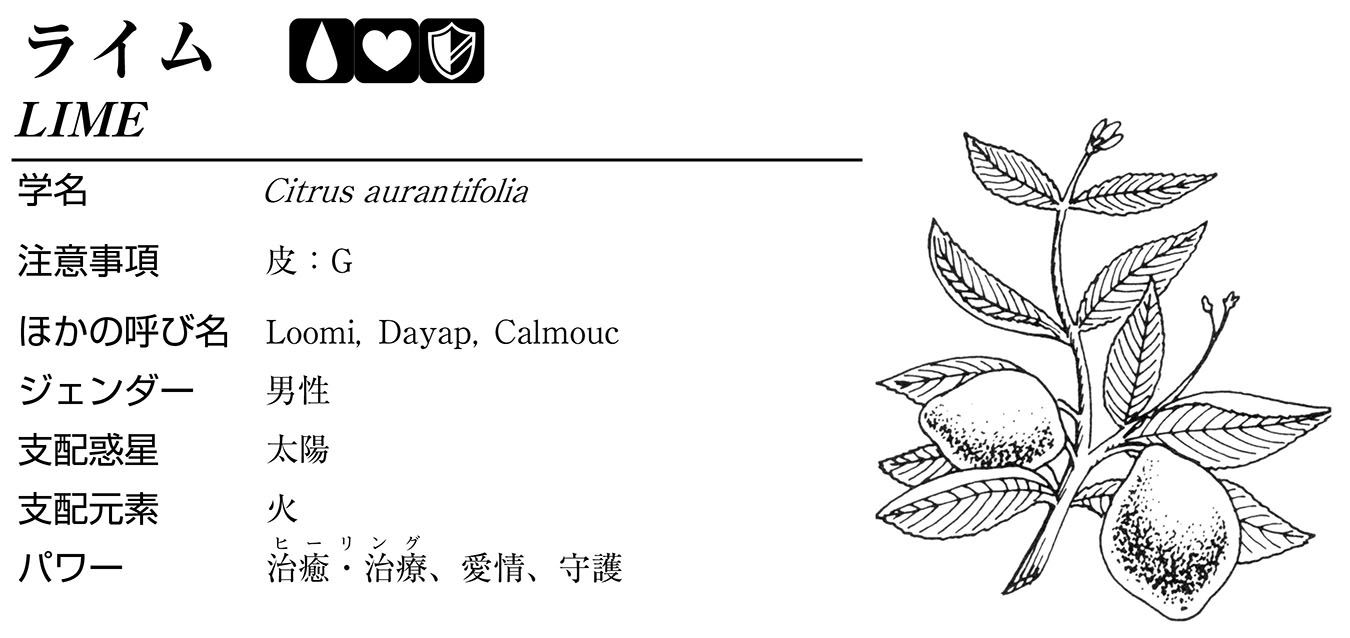 ライム
LIME
学名 Citrus aurantifolia
注意事項 皮：G
ほかの呼び名 Loomi, Dayap, Calmouc
ジェンダー 男性
支配惑星 太陽
支配元素 火
ヒーリング
パワー 治癒・治療、愛情、守護